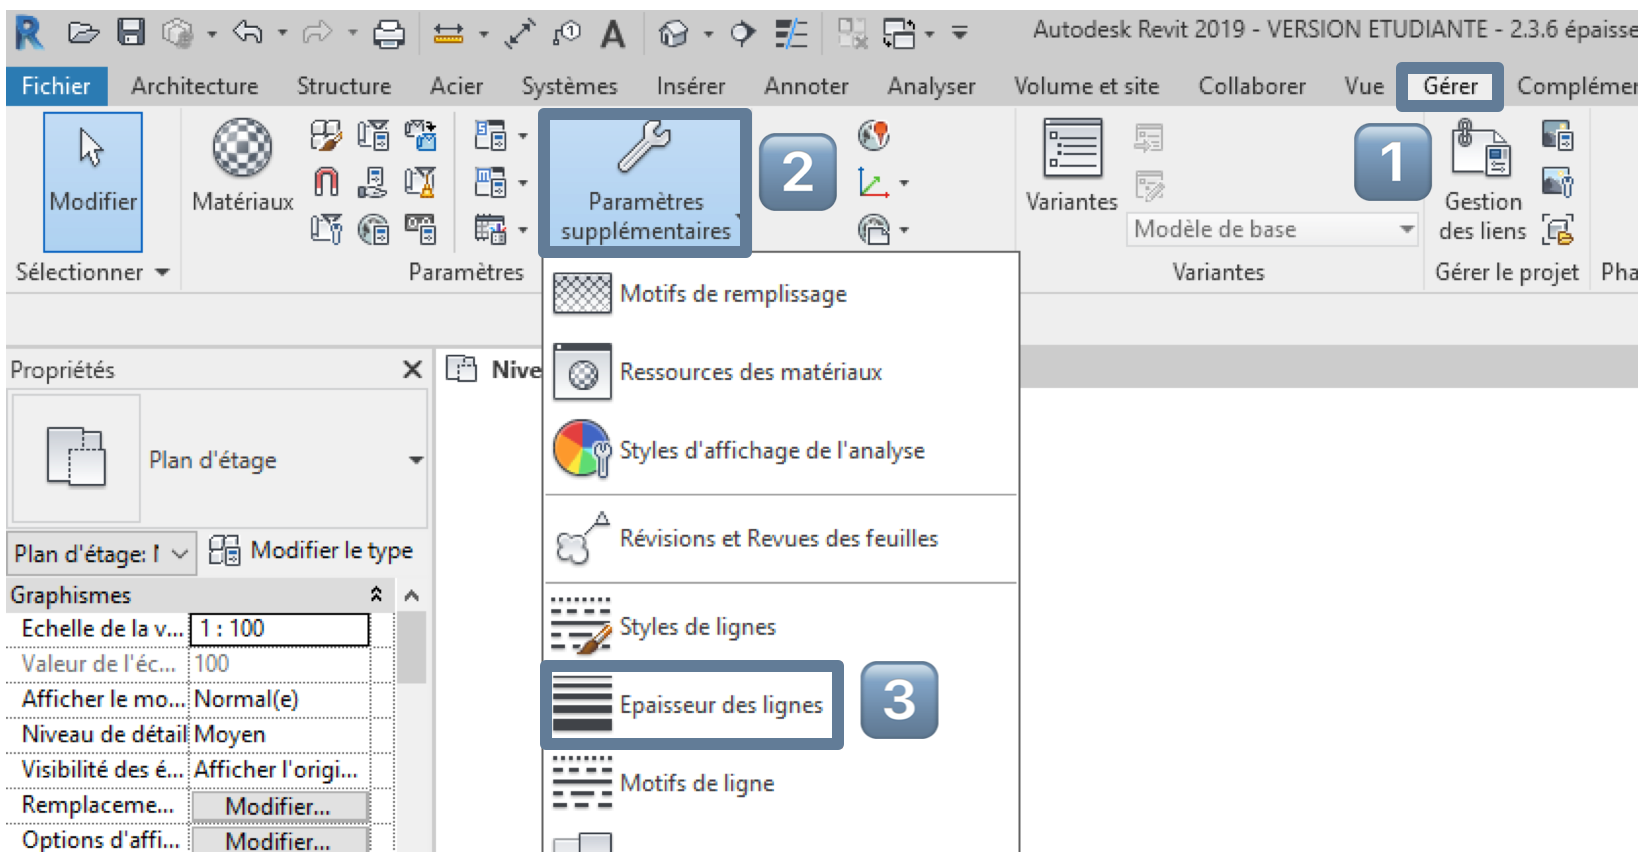 Autodesk Revit 2019 - VERSION ETUDIANTE - 2.3.6 épaisse
Fichier Architecture Structure Acier Systèmes Insérer Annoter Analyser Volume et site Collaborer Vue Gérer Complémen
Modifier
Matériaux
Paramètres
supplémentaires
2
Variantes
Modèle de base
1
Gestion
des liens
Sélectionner
Paramètres
Variantes
Gérer le projet
Pha
Motifs de remplissage
Ressources des matériaux
Styles d'affichage de l'analyse
Révisions et Revues des feuilles
Styles de lignes
Epaisseur des lignes
3
Motifs de ligne
Propriétés
Nive
Plan d'étage
Plan d'étage: N
Modifier le type
Graphismes
Echelle de la v... 1 : 100
Valeur de l'éc... 100
Afficher le mo... Normal(e)
Niveau de détail Moyen
Visibilité des é... Afficher l'origi...
Remplaceme... Modifier...
Options d'affi... Modifier...